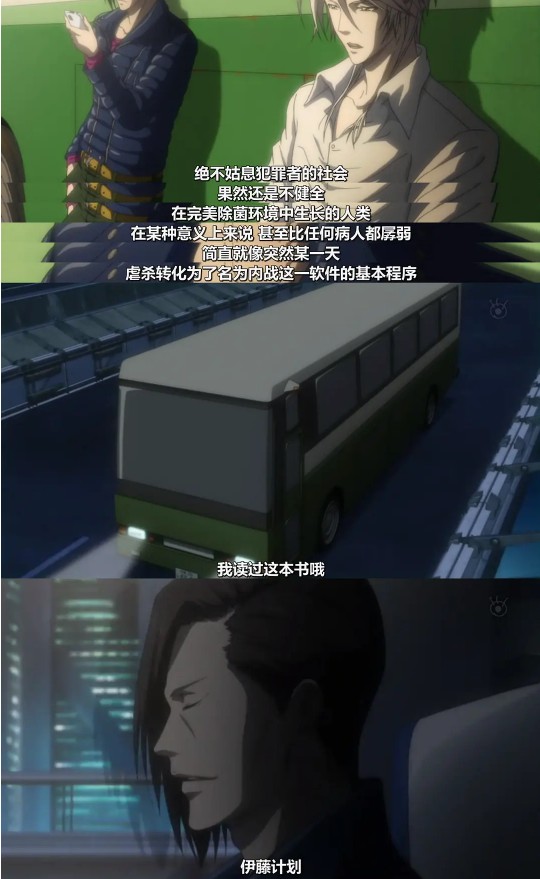 绝不姑息犯罪者的社会
果然还是不健全
在完美除菌环境中生长的人类
在某种意义上来说 甚至比任何病人都孱弱
简直就像突然某一天
虐杀转化为了名为内战这一软件的基本程序
我读过这本书哦
伊藤计划